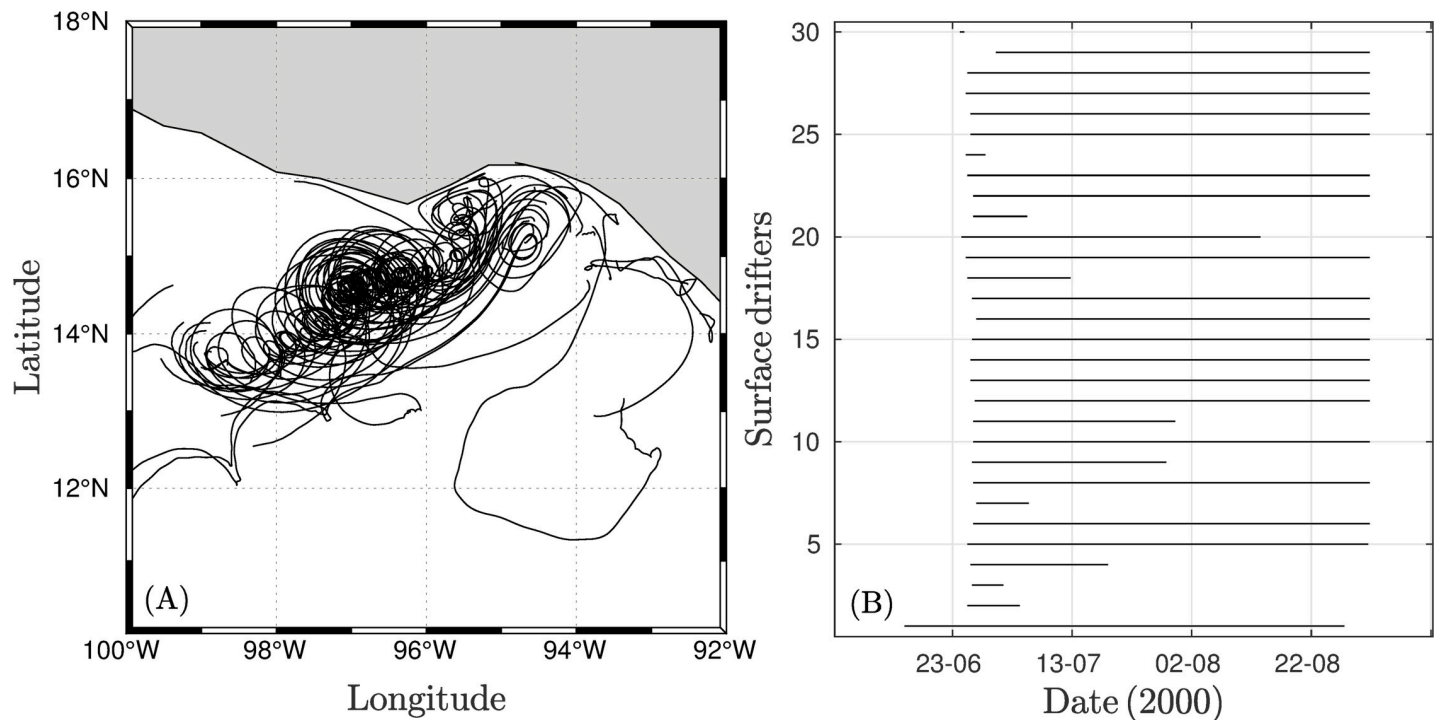 18°N
16°N
14°N
12°N
Latitude
(A)
100°W 98°W 96°W 94°W 92°W
Longitude
30
25
20
15
10
5
Surface drifters
(B)
23-06 13-07 02-08 22-08
Date (2000)